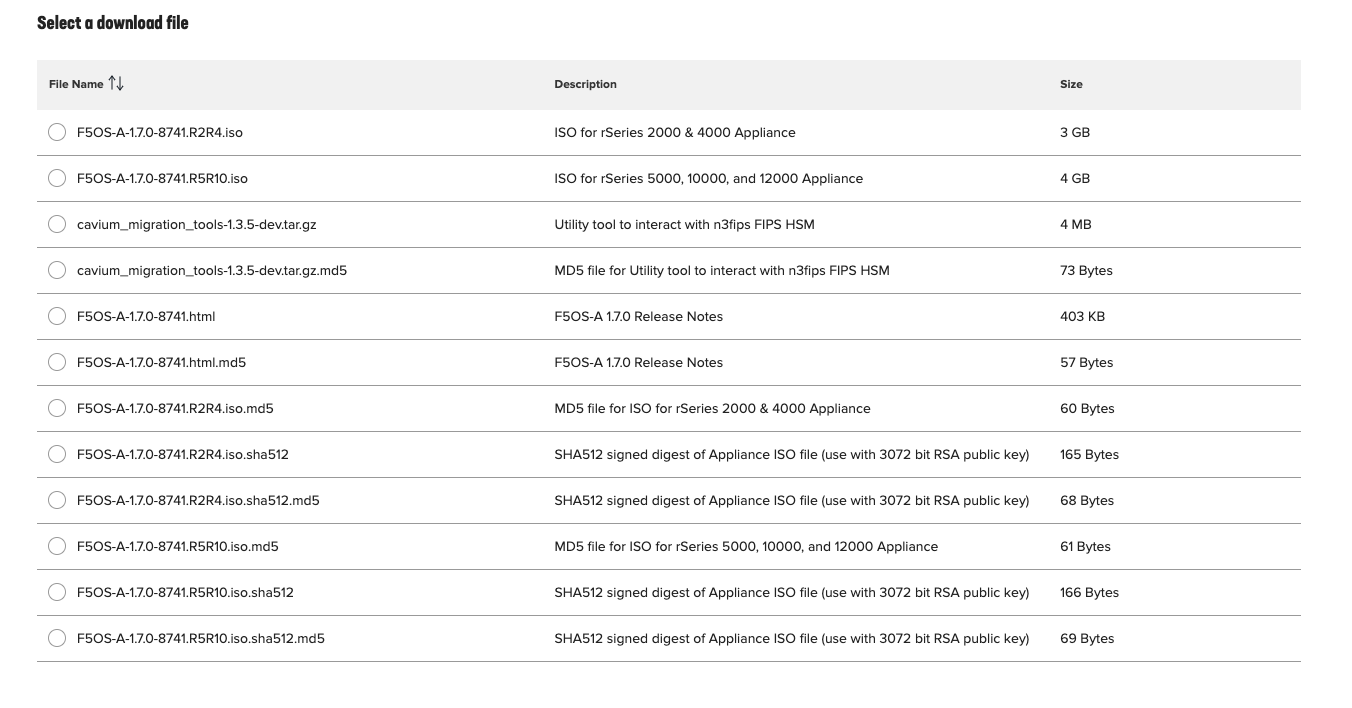 Select a download file
File Name Description Size
F5OS-A-1.7.0-8741.R2R4.iso ISO for rSeries 2000 & 4000 Appliance 3 GB
F5OS-A-1.7.0-8741.R5R10.iso ISO for rSeries 5000, 10000, and 12000 Appliance 4 GB
cavium_migration_tools-1.3.5-dev.tar.gz Utility tool to interact with n3fips FIPS HSM 4 MB
cavium_migration_tools-1.3.5-dev.tar.gz.md5 MD5 file for Utility tool to interact with n3fips FIPS HSM 73 Bytes
F5OS-A-1.7.0-8741.html F5OS-A 1.7.0 Release Notes 403 KB
F5OS-A-1.7.0-8741.html.md5 F5OS-A 1.7.0 Release Notes 57 Bytes
F5OS-A-1.7.0-8741.R2R4.iso.md5 MD5 file for ISO for rSeries 2000 & 4000 Appliance 60 Bytes
F5OS-A-1.7.0-8741.R2R4.iso.sha512 SHA512 signed digest of Appliance ISO file (use with 3072 bit RSA public key) 165 Bytes
F5OS-A-1.7.0-8741.R2R4.iso.sha512.md5 SHA512 signed digest of Appliance ISO file (use with 3072 bit RSA public key) 68 Bytes
F5OS-A-1.7.0-8741.R5R10.iso.md5 MD5 file for ISO for rSeries 5000, 10000, and 12000 Appliance 61 Bytes
F5OS-A-1.7.0-8741.R5R10.iso.sha512 SHA512 signed digest of Appliance ISO file (use with 3072 bit RSA public key) 166 Bytes
F5OS-A-1.7.0-8741.R5R10.iso.sha512.md5 SHA512 signed digest of Appliance ISO file (use with 3072 bit RSA public key) 69 Bytes